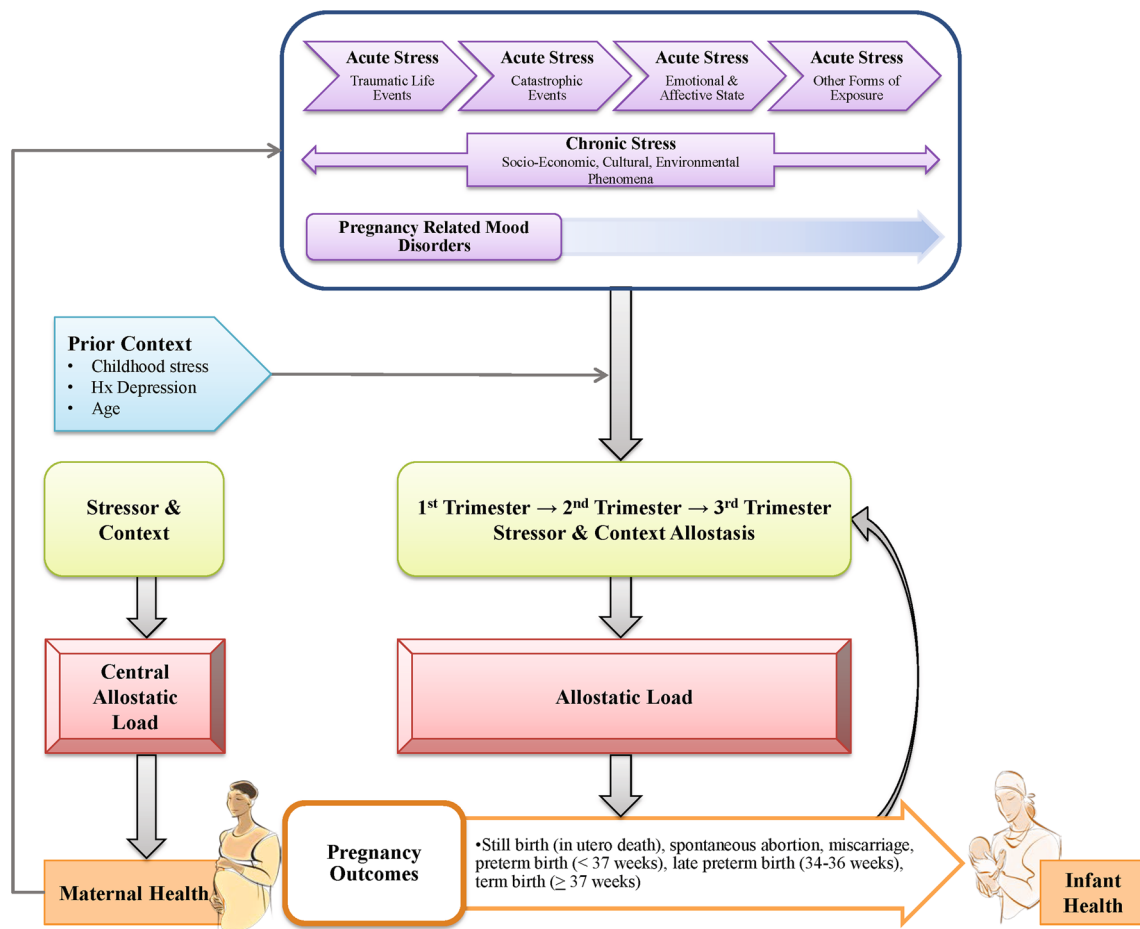 Acute Stress
Traumatic Life
Events
Acute Stress
Catastrophic
Events
Acute Stress
Emotional &
Affective State
Acute Stress
Other Forms of
Exposure
Chronic Stress
Socio-Economic, Cultural, Environmental
Phenomena
Pregnancy Related Mood
Disorders
Prior Context
• Childhood stress
• Hx Depression
• Age
Stressor &
Context
1st Trimester → 2nd Trimester → 3rd Trimester
Stressor & Context Allostasis
Central
Allostatic
Load
Allostatic Load
Maternal Health
Pregnancy
Outcomes
•Still birth (in utero death), spontaneous abortion, miscarriage,
preterm birth (< 37 weeks), late preterm birth (34-36 weeks),
term birth (≥ 37 weeks)
Infant
Health